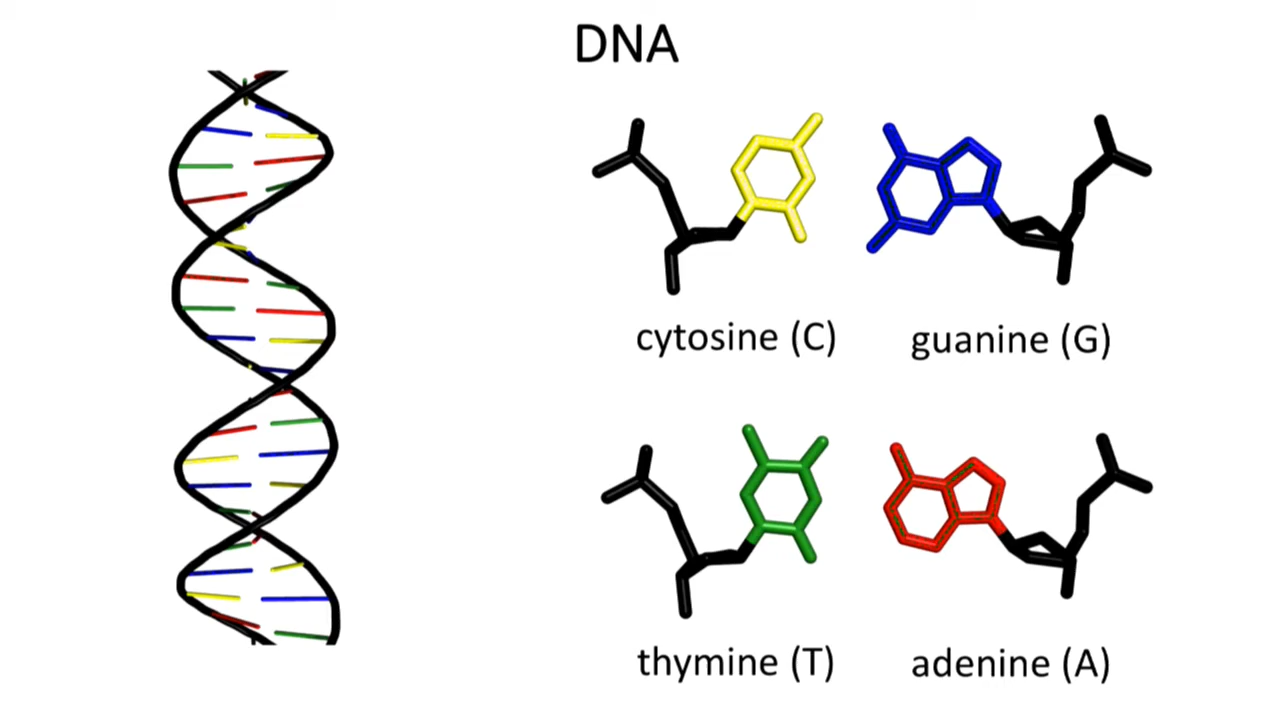 DNA
cytosine (C)
guanine (G)
thymine (T)
adenine (A)